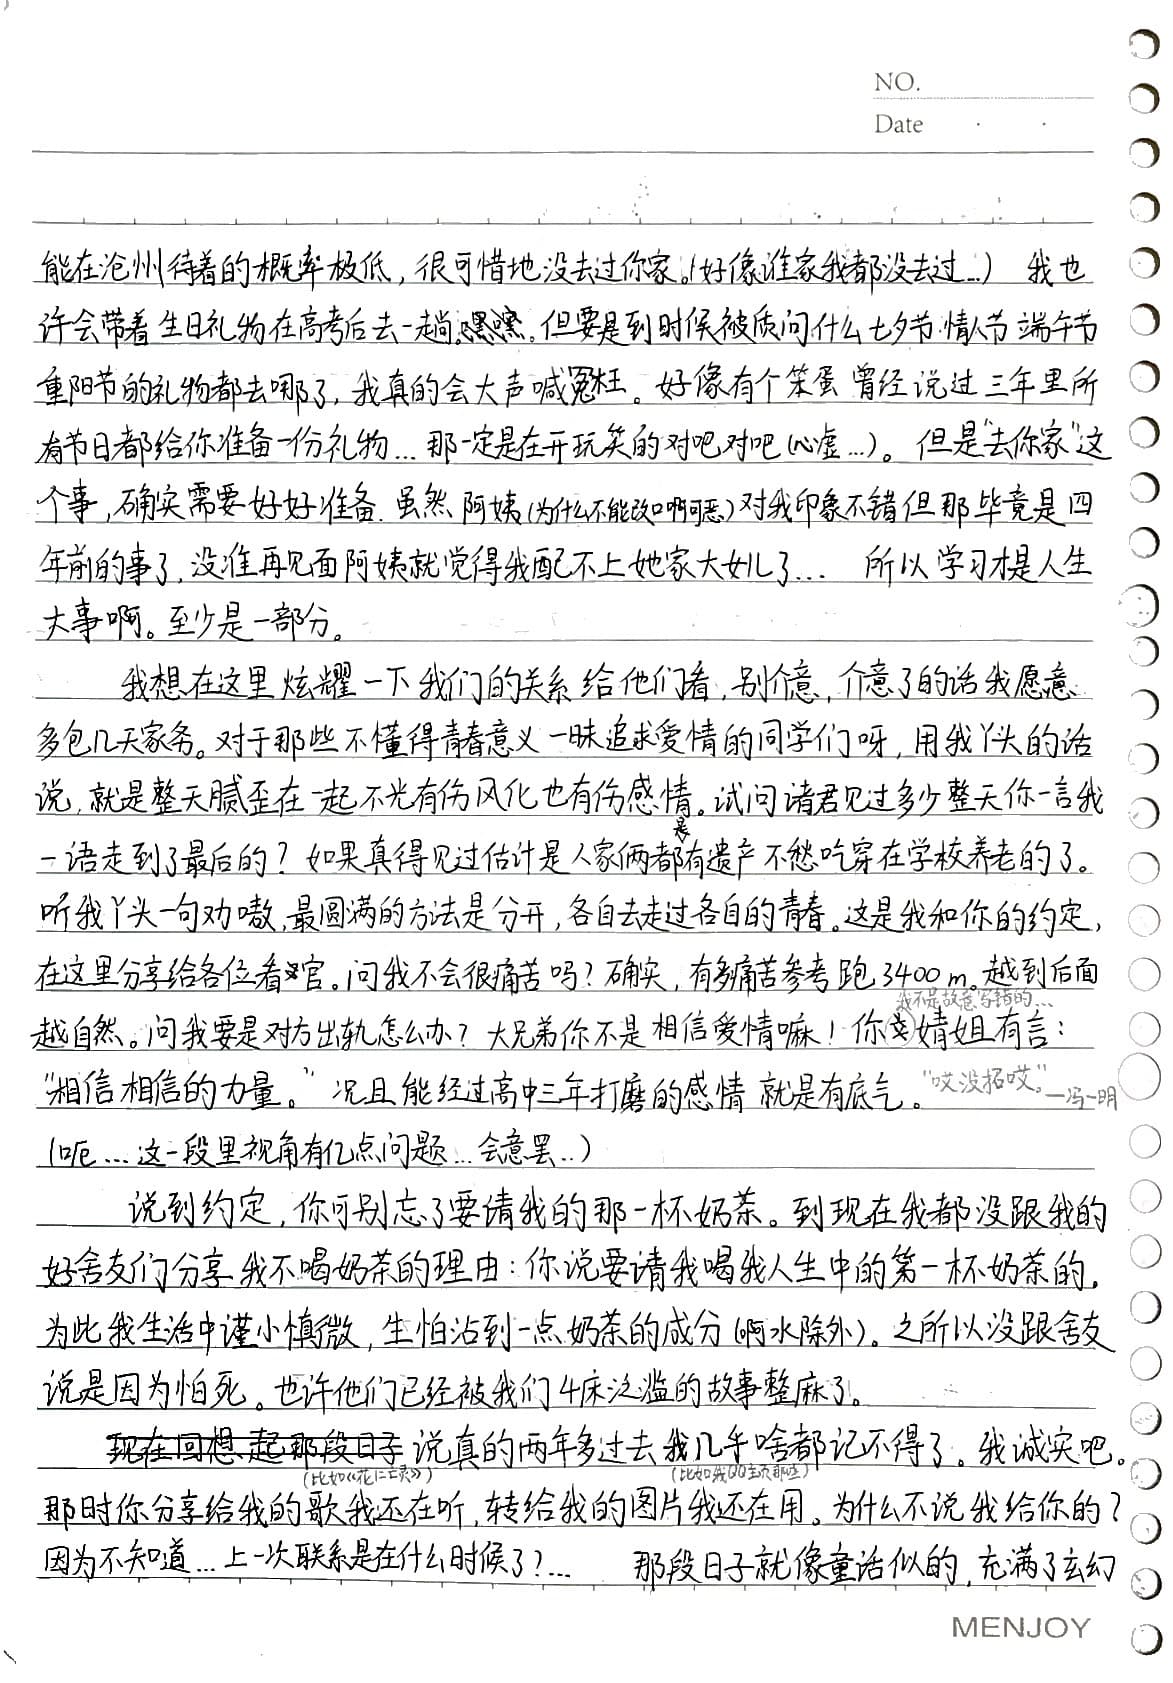 NO.
Date
能在沧州待着的概率极低，很可惜地没去过你家。(好像谁家我都没去过...) 我也
许会带着生日礼物在高考后去一趟。嘿嘿。但要是到时候被质问什么七夕节情人节端午节
重阳节的礼物都去哪了，我真的会大声喊冤枉。好像有个笨蛋曾经说过三年里所
有节日都给你准备一份礼物...那一定是在开玩笑的对吧对吧(心虚...)。但是"去你家"这
个事，确实需要好好准备.虽然阿姨(为什么不能改口啊可恶)对我印象不错但那毕竟是四
年前的事了，没准再见面阿姨就觉得我配不上她家大女儿了... 所以学习才是人生
大事啊。至少是一部分。
我想在这里炫耀一下我们的关系给他们看，别介意，介意了的话我愿意
多包几天家务。对于那些不懂得青春意义一昧追求爱情的同学们呀，用我丫头的话
说，就是整天腻歪在一起不光有伤风化也有伤感情。试问诸君见过多少整天你一言我
一语走到了最后的？如果真得见过估计是人家俩都是有遗产不愁吃穿在学校养老的了。
听我丫头一句劝嗷，最圆满的方法是分开，各自去走过各自的青春。这是我和你的约定，
在这里分享给各位看官。问我不会很痛苦吗？确实，有多痛苦参考跑3400m。越到后面
我不是故意写错的...
越自然。问我要是对方出轨怎么办？大兄弟你不是相信爱情嘛！你婧姐有言：
"相信相信的力量。"况且能经过高中三年打磨的感情就是有底气。"哎没招哎。"—冯一明
(呃...这一段里视角有亿点问题...会意罢..)
说到约定，你可别忘了要请我的那一杯奶茶。到现在我都没跟我的
好舍友们分享我不喝奶茶的理由：你说要请我喝我人生中的第一杯奶茶的。
为此我生活中谨小慎微，生怕沾到一点奶茶的成分(啊水除外)。之所以没跟舍友
说是因为怕死。也许他们已经被我们4床泛滥的故事整麻了。
现在回想起那段日子说真的两年多过去我几乎啥都记不得了。我诚实吧。
(比如《花に亡霊》) (比如我QQ主页那些)
那时你分享给我的歌我还在听，转给我的图片我还在用。为什么不说我给你的？
因为不知道...上一次联系是在什么时候了？... 那段日子就像童话似的，充满了玄幻
MENJOY